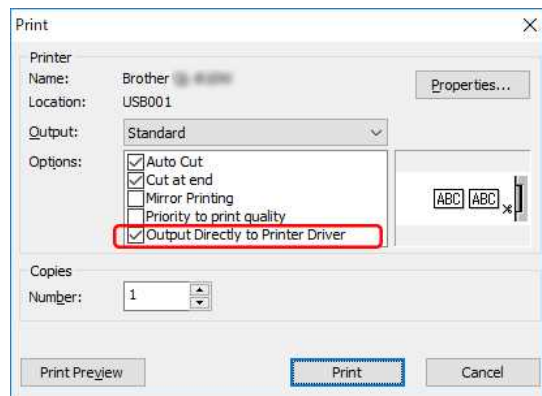 Print
Printer
Name: Brother
Properties...
Location: USB001
Output: Standard
Options:
Auto Cut
Cut at end
Mirror Printing
Priority to print quality
Output Directly to Printer Driver
ABC ABC
Copies
Number: 1
Print Preview Print Cancel